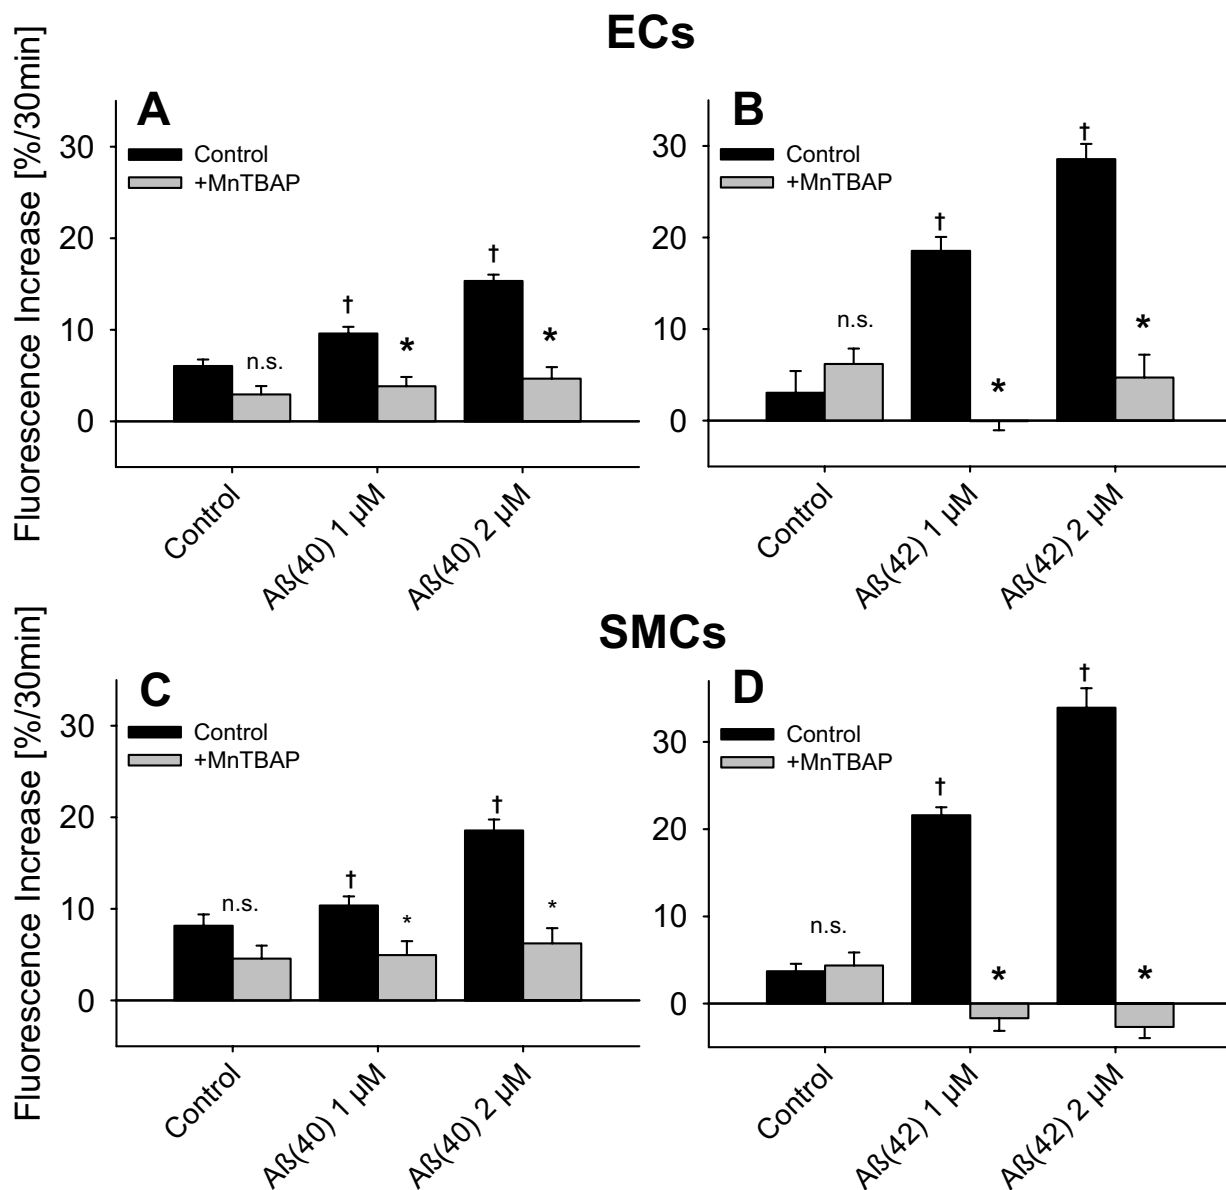 ECs
Fluorescence Increase [%/30min]
A
Control
+MnTBAP
30
20
10
0
n.s.
†
*
†
*
Control
Aß(40) 1 µM
Aß(40) 2 µM
B
Control
+MnTBAP
30
20
10
0
n.s.
†
*
†
*
Control
Aß(42) 1 µM
Aß(42) 2 µM
SMCs
Fluorescence Increase [%/30min]
C
Control
+MnTBAP
30
20
10
0
n.s.
†
*
†
*
Control
Aß(40) 1 µM
Aß(40) 2 µM
D
Control
+MnTBAP
30
20
10
0
n.s.
†
*
†
*
Control
Aß(42) 1 µM
Aß(42) 2 µM